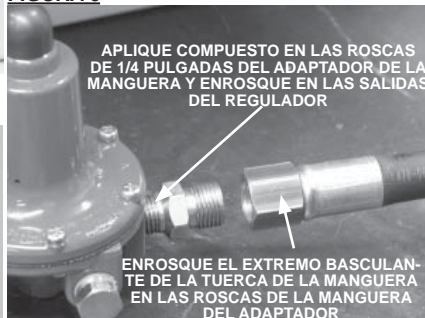 APLIQUE COMPUESTO EN LAS ROSCAS
DE 1/4 PULGADAS DEL ADAPTADOR DE LA
MANGUERA Y ENROSQUE EN LAS SALIDAS
DEL REGULADOR
ENROSQUE EL EXTREMO BASCULAN-
TE DE LA TUERCA DE LA MANGUERA
EN LAS ROSCAS DE LA MANGUERA
DEL ADAPTADOR